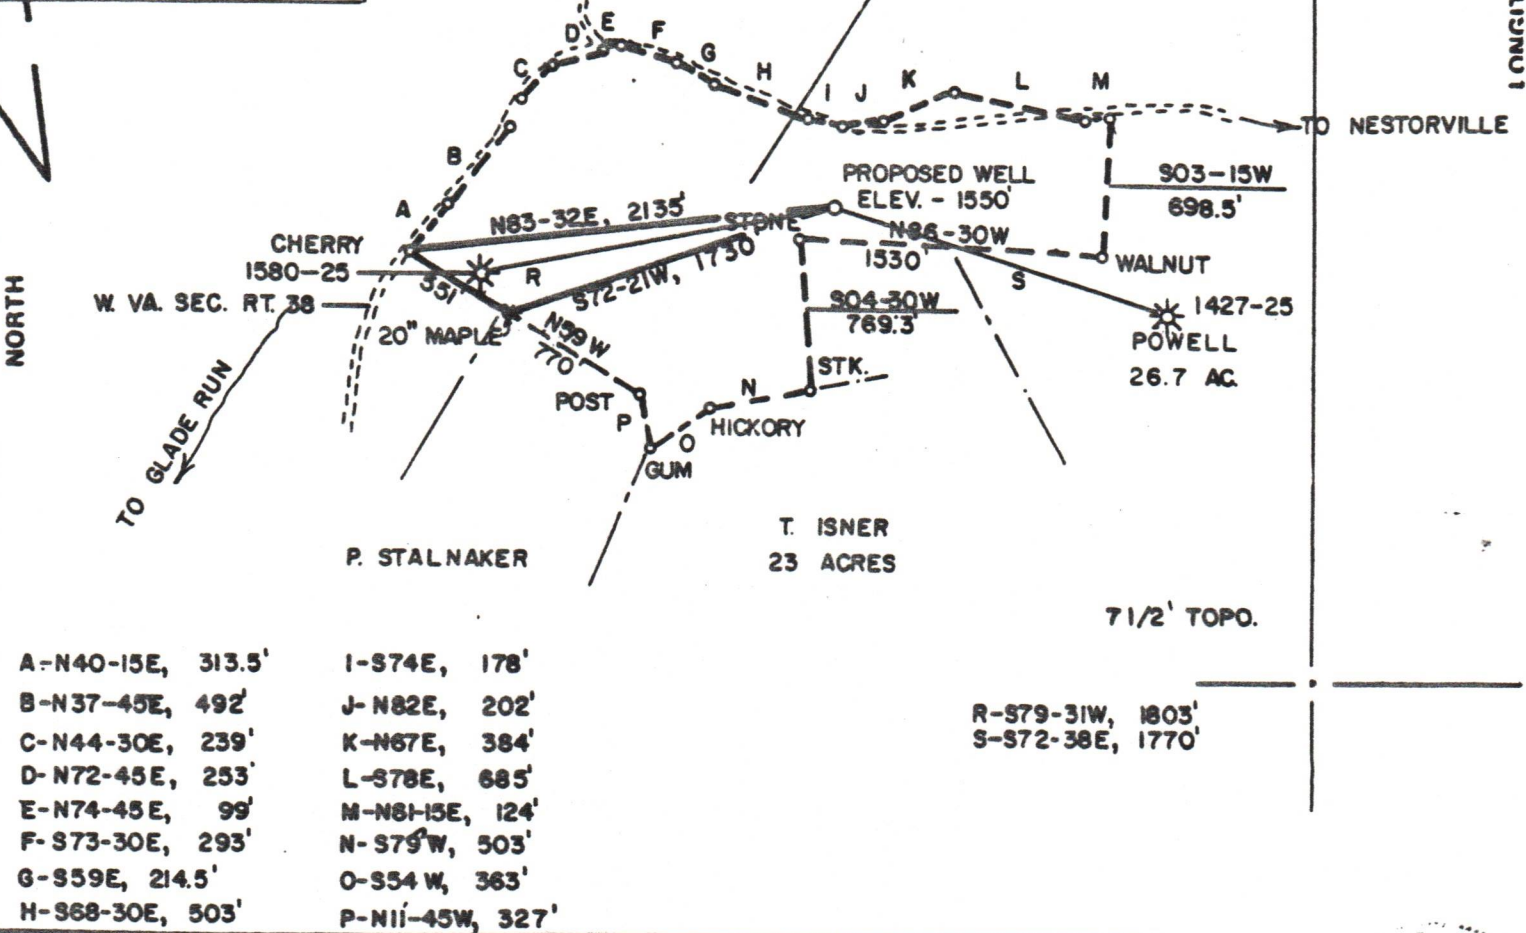 D E F
C G H I J K L M
TO NESTORVILLE
B
PROPOSED WELL
ELEV. - 1550'
S03-15W
698.5'
A
N83-32E, 2135'
STONE
N86-30W
1530'
CHERRY
1580-25
R
551'
S72-21W, 1730'
WALNUT
S
W. VA. SEC. RT. 38
S04-30W
769.3'
1427-25
POWELL
26.7 AC.
NORTH
20" MAPLE
N59W
770'
STK.
POST
P
N
HICKORY
O
GUM
TO GLADE RUN
T. ISNER
23 ACRES
P. STALNAKER
7 1/2' TOPO.
A-N40-15E, 313.5'
B-N37-45E, 492'
C-N44-30E, 239'
D-N72-45E, 253'
E-N74-45E, 99'
F-S73-30E, 293'
G-S59E, 214.5'
H-S68-30E, 503'
I-S74E, 178'
J-N82E, 202'
K-N67E, 384'
L-S78E, 685'
M-N81-15E, 124'
N-S79W, 503'
O-S54W, 363'
P-N11-45W, 327'
R-S79-31W, 1803'
S-S72-38E, 1770'